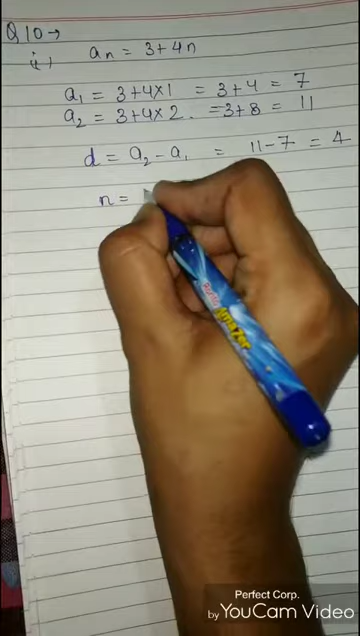 Q10→
i, ) aₙ = 3+4n
a₁ = 3+4×1 = 3+4 = 7
a₂ = 3+4×2. =3+8 = 11
d = a₂ - a₁ = 11-7 = 4
n =
Amazer
Perfect Corp.
by YouCam Video